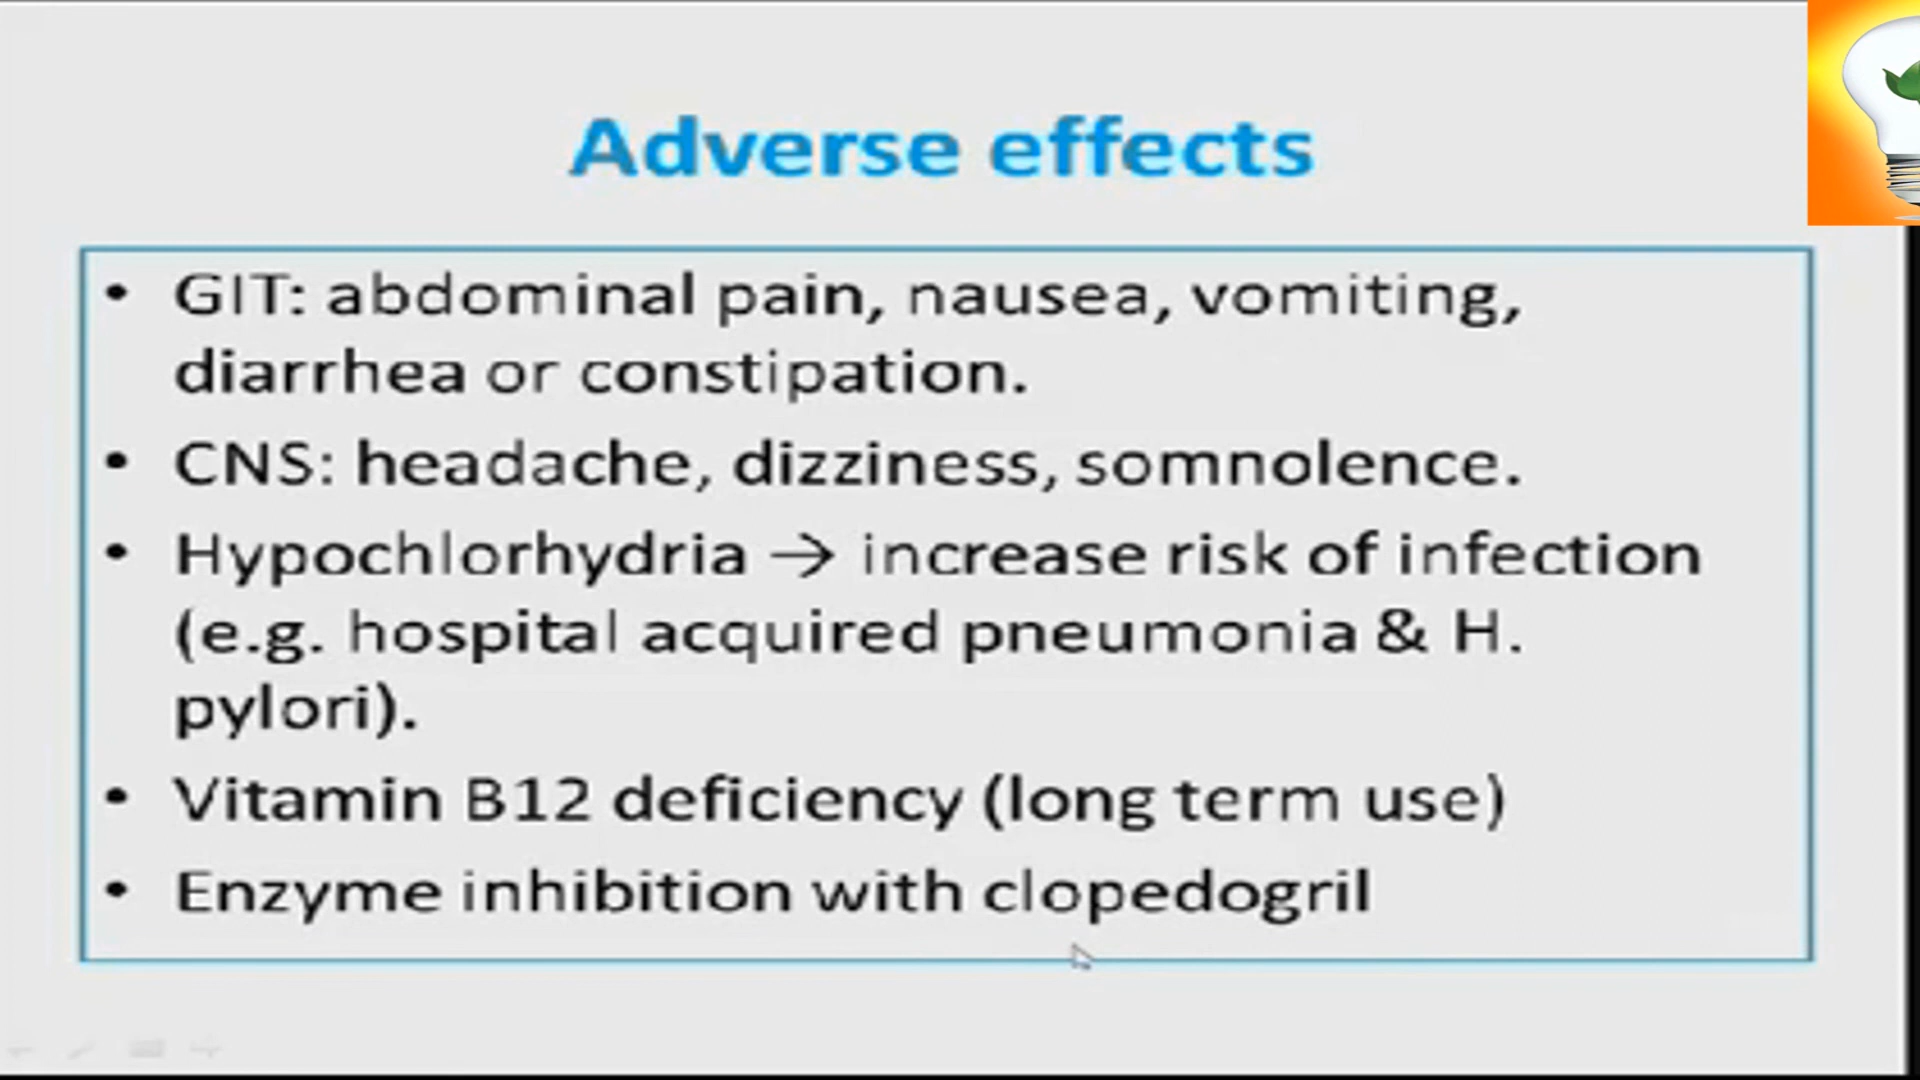 Adverse effects
• GIT: abdominal pain, nausea, vomiting,
diarrhea or constipation.
• CNS: headache, dizziness, somnolence.
• Hypochlorhydria → increase risk of infection
(e.g. hospital acquired pneumonia & H.
pylori).
• Vitamin B12 deficiency (long term use)
• Enzyme inhibition with clopedogril